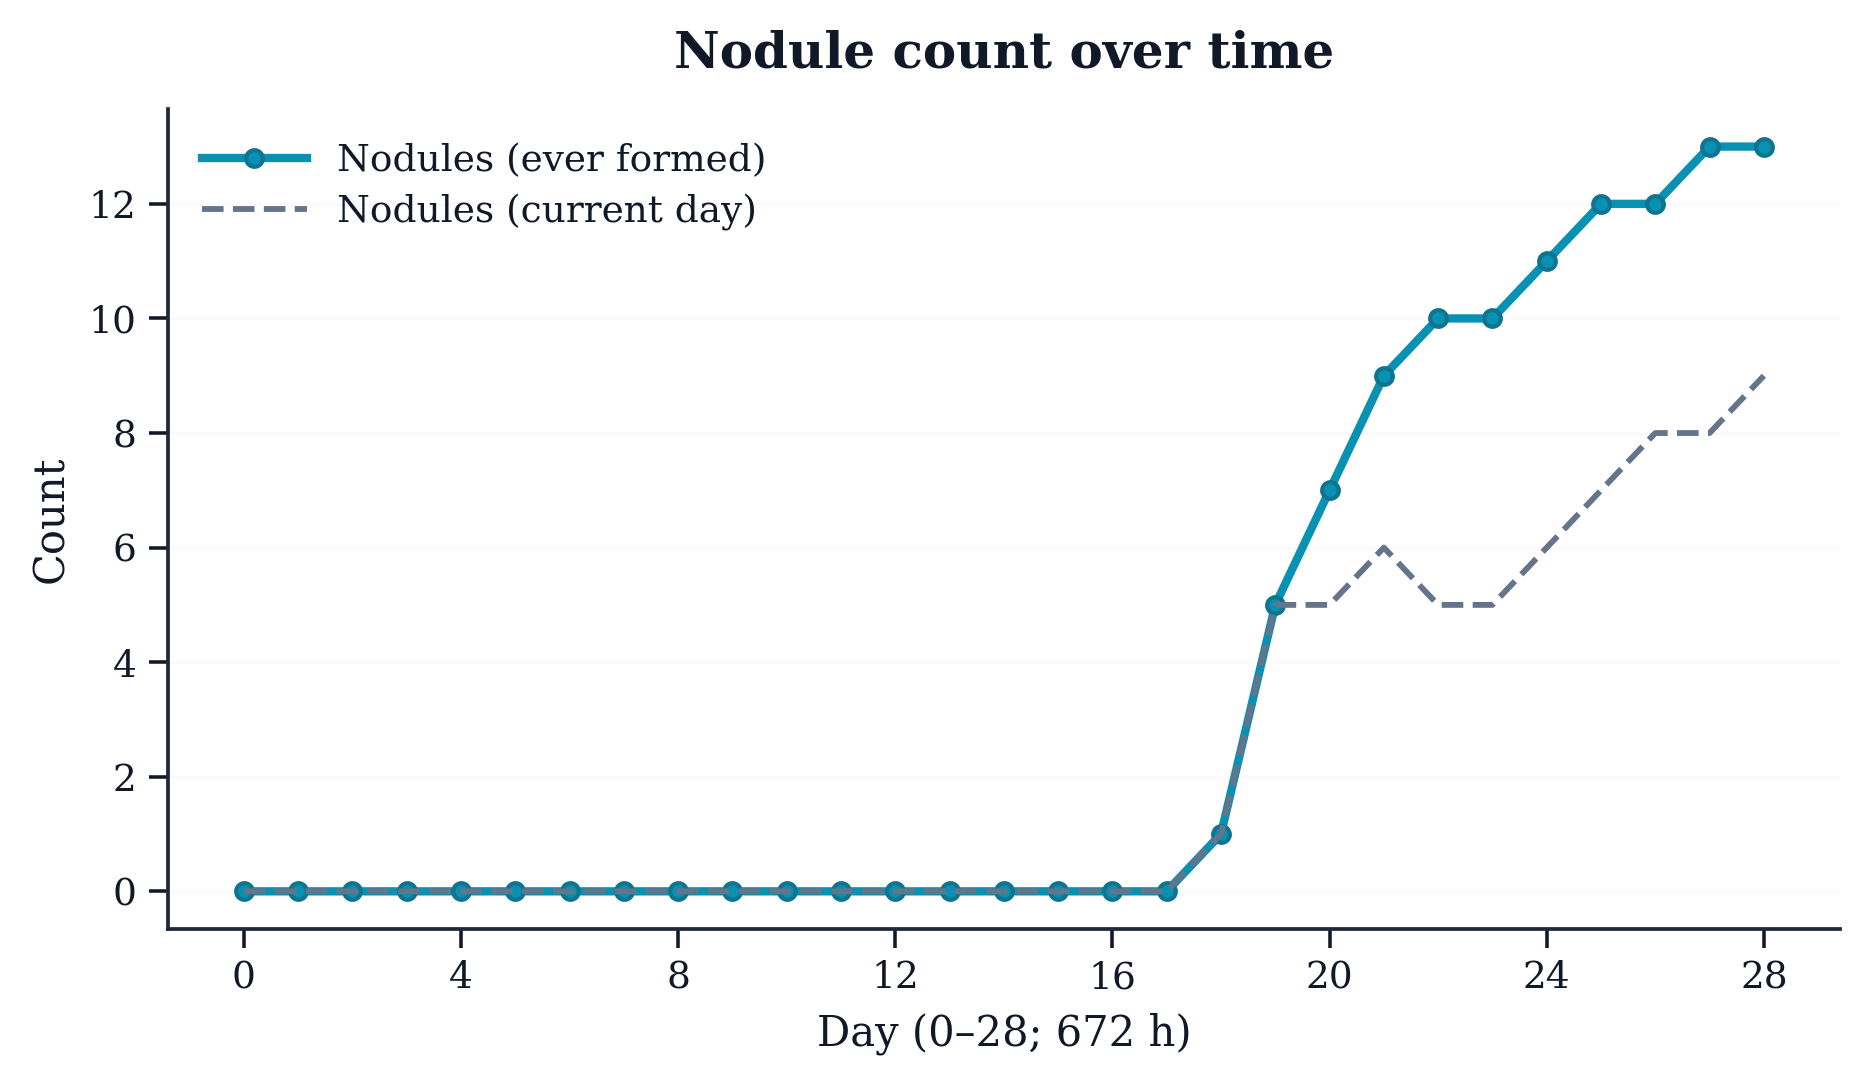 Nodule count over time
Nodules (ever formed)
Nodules (current day)
12
10
8
6
4
2
0
Count
0 4 8 12 16 20 24 28
Day (0–28; 672 h)